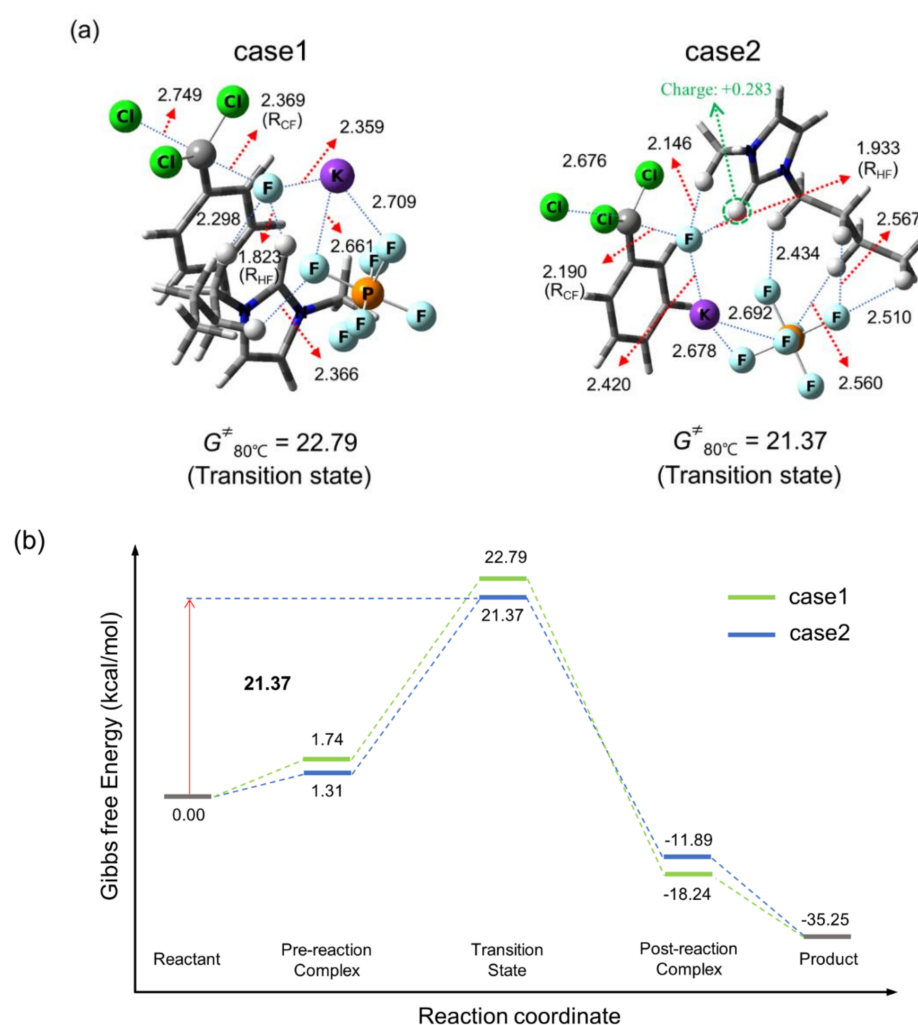 (a)
case1
case2
Cl
Cl
Cl
2.749
2.369
(R_CF)
2.359
F
K
2.709
2.298
1.823
(R_HF)
2.661
F
F
F
P
F
F
F
N
N
2.366
G≠80℃ = 22.79
(Transition state)
Charge: +0.283
2.146
N
N
1.933
(R_HF)
2.676
Cl
Cl
Cl
F
2.567
2.434
2.190
(R_CF)
F
K
2.692
F
F
2.510
2.678
F
F
2.420
2.560
G≠80℃ = 21.37
(Transition state)
(b)
Gibbs free Energy (kcal/mol)
22.79
21.37
case1
case2
21.37
1.74
1.31
0.00
-11.89
-18.24
-35.25
Reactant
Pre-reaction
Complex
Transition
State
Post-reaction
Complex
Product
Reaction coordinate